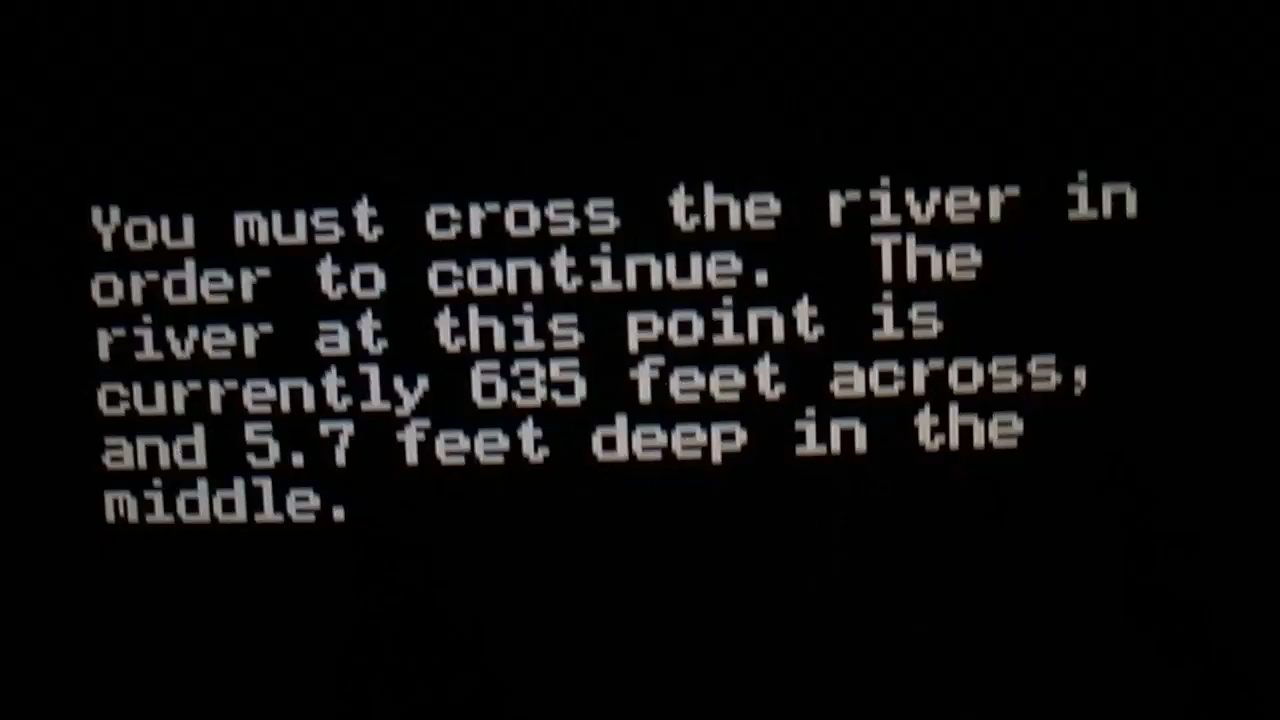 You must cross the river in
order to continue.  The
river at this point is
currently 635 feet across,
and 5.7 feet deep in the
middle.